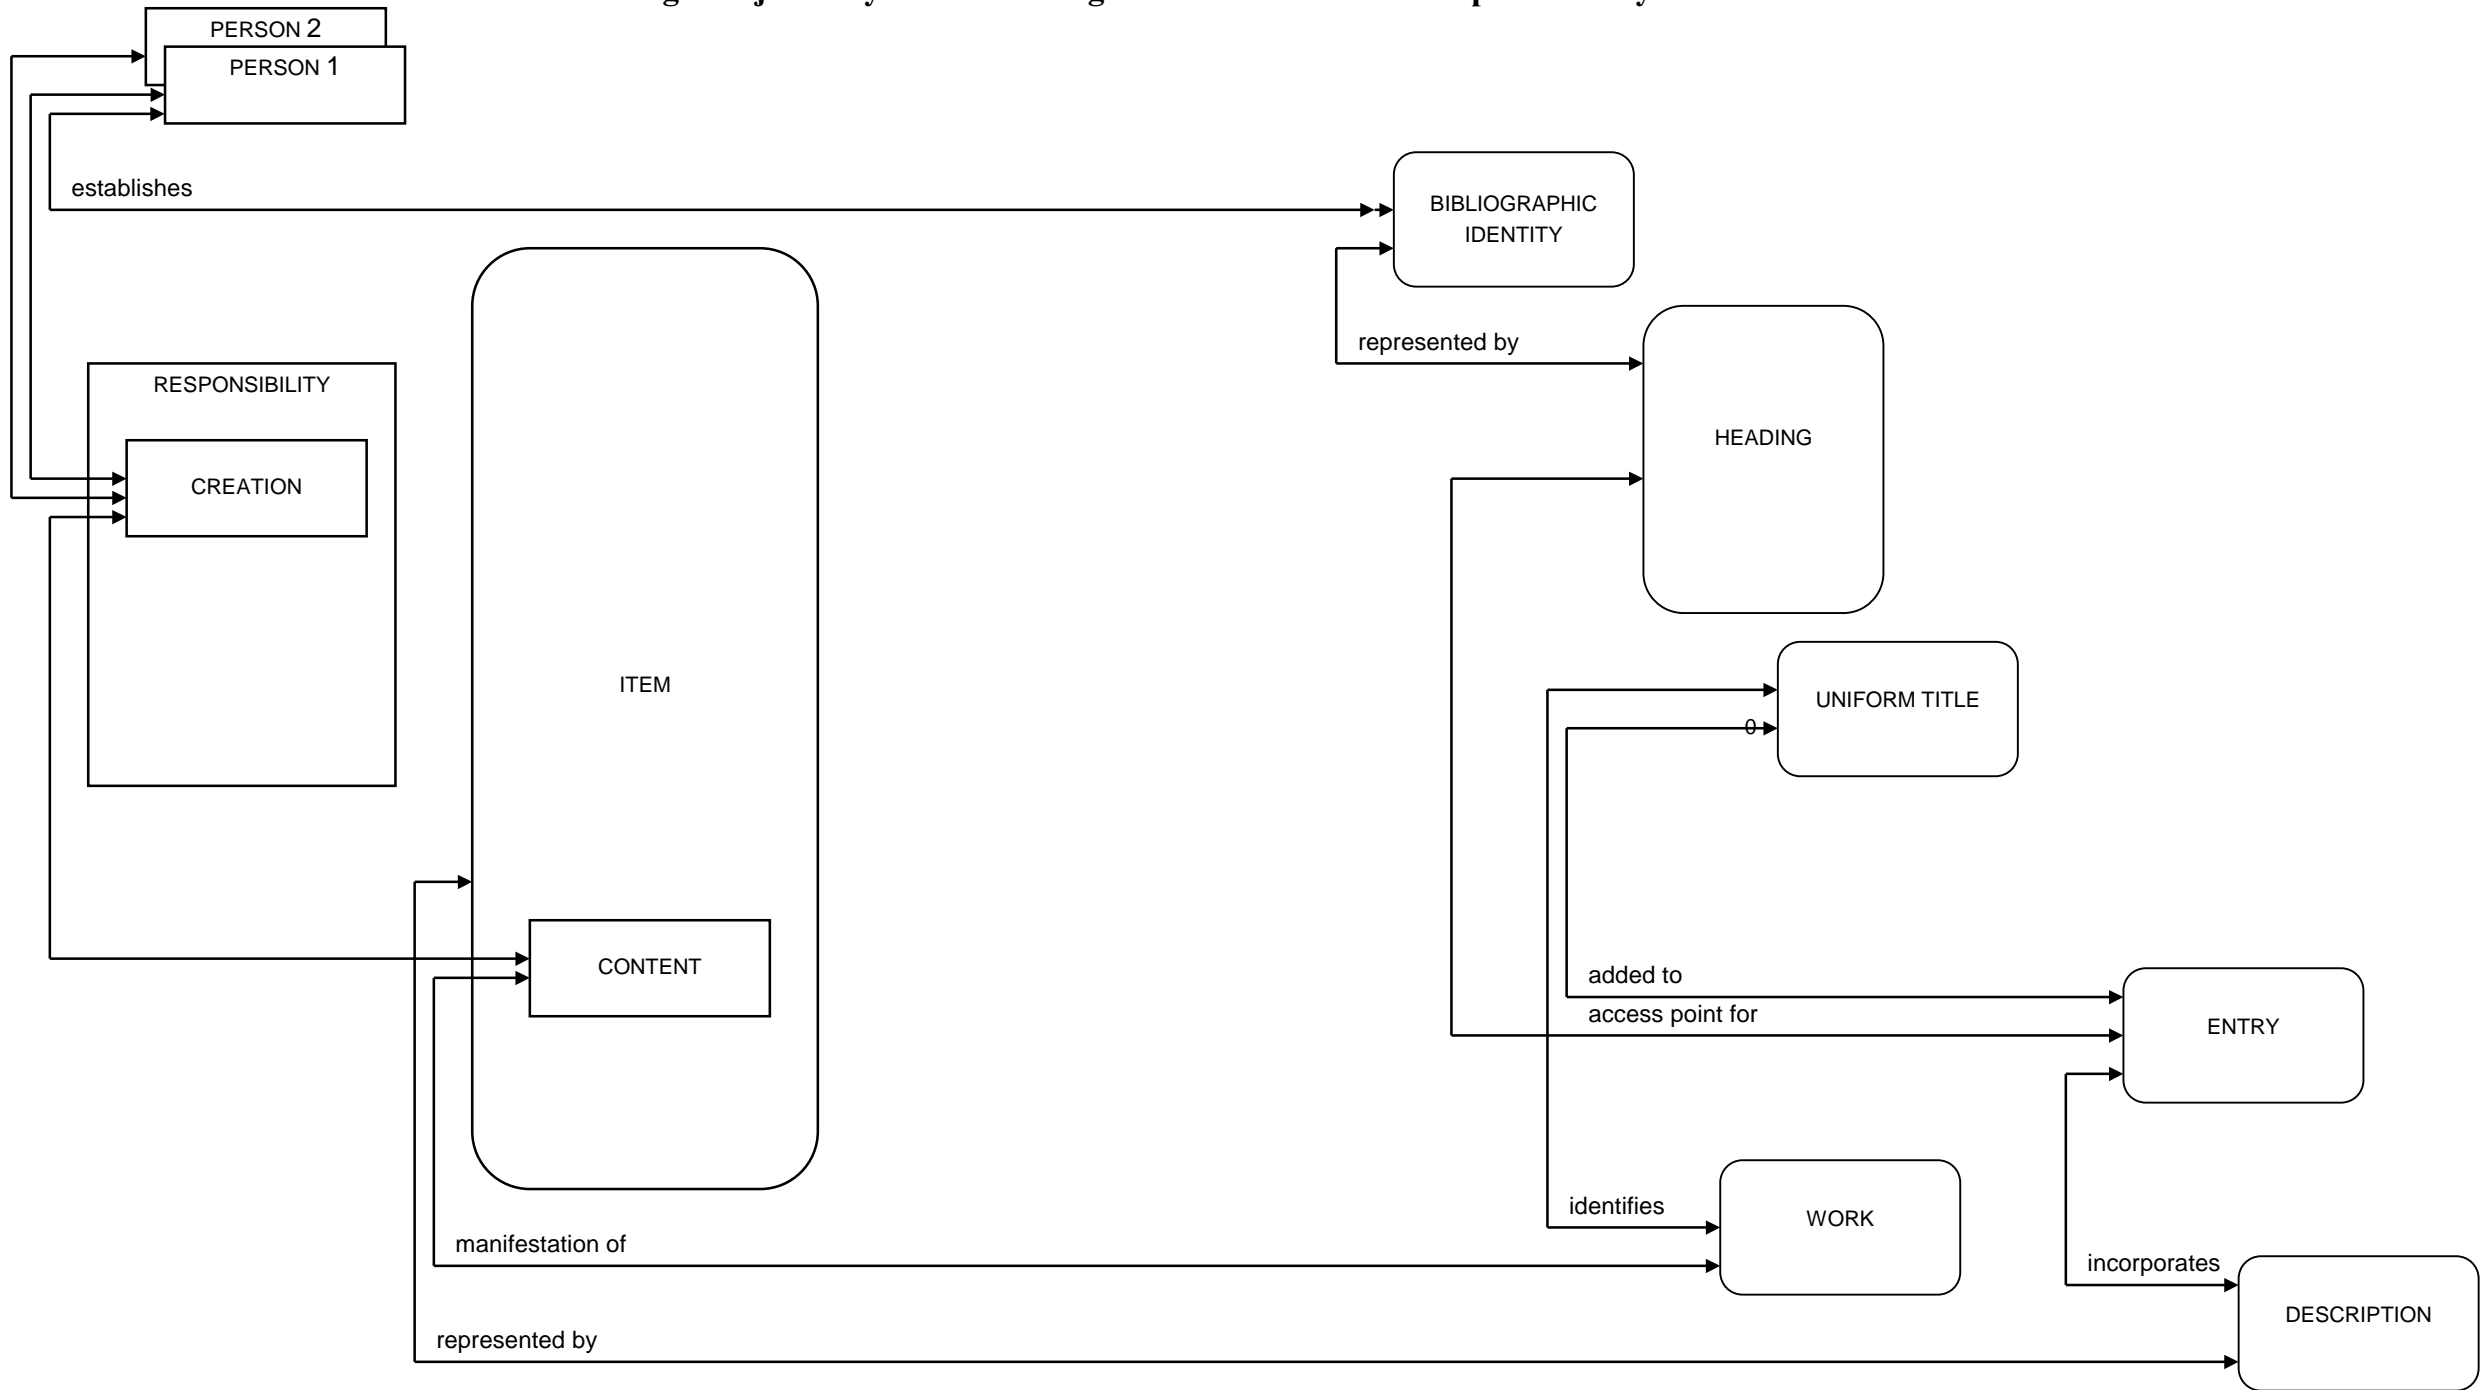 PERSON 2
PERSON 1
establishes
BIBLIOGRAPHIC
IDENTITY
represented by
RESPONSIBILITY
HEADING
CREATION
ITEM
UNIFORM TITLE
0
CONTENT
added to
access point for
ENTRY
identifies
WORK
manifestation of
incorporates
DESCRIPTION
represented by